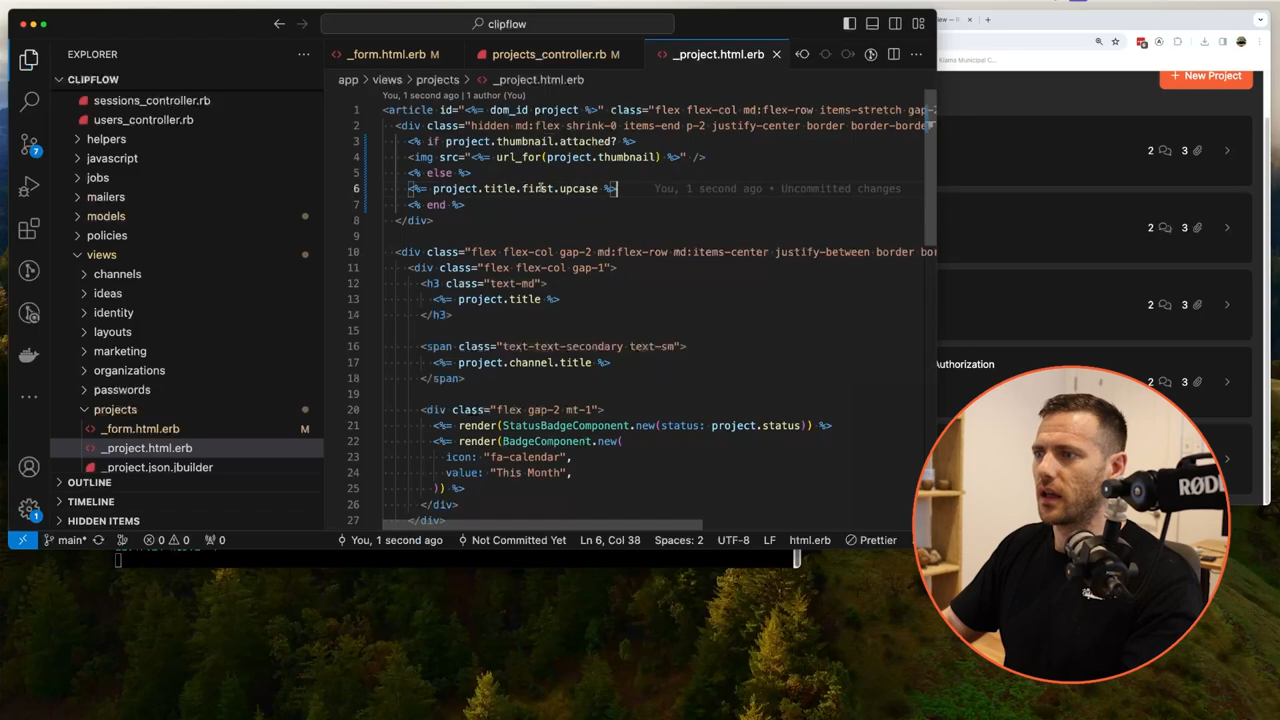 clipflow
EXPLORER
CLIPFLOW
sessions_controller.rb
users_controller.rb
helpers
javascript
jobs
mailers
models
policies
views
channels
ideas
identity
layouts
marketing
organizations
passwords
projects
_form.html.erb M
_project.html.erb
_project.json.jbuilder
OUTLINE
TIMELINE
HIDDEN ITEMS
7
1
_form.html.erb M
projects_controller.rb M
_project.html.erb
app > views > projects > _project.html.erb
You, 1 second ago | 1 author (You)
1 <article id="<%= dom_id project %>" class="flex flex-col md:flex-row items-stretch
2 <div class="hidden md:flex shrink-0 items-end p-2 justify-center border
3 <% if project.thumbnail.attached? %>
4 <img src="<%= url_for(project.thumbnail) %>" />
5 <% else %>
6 <%= project.title.first.upcase %> You, 1 second ago • Uncommitted changes
7 <% end %>
8 </div>
9
10 <div class="flex flex-col gap-2 md:flex-row md:items-center justify-between border
11 <div class="flex flex-col gap-1">
12 <h3 class="text-md">
13 <%= project.title %>
14 </h3>
15
16 <span class="text-text-secondary text-sm">
17 <%= project.channel.title %>
18 </span>
19
20 <div class="flex gap-2 mt-1">
21 <%= render(StatusBadgeComponent.new(status: project.status)) %>
22 <%= render(BadgeComponent.new(
23 icon: "fa-calendar",
24 value: "This Month",
25 )) %>
26 </div>
27 </div>
main* 0 0 0 You, 1 second ago Not Committed Yet Ln 6, Col 38 Spaces: 2 UTF-8 LF html.erb Prettier
Kiama Municipal C...
+ New Project
2 3
2 3
2 3
Authorization
2 3
RØDE